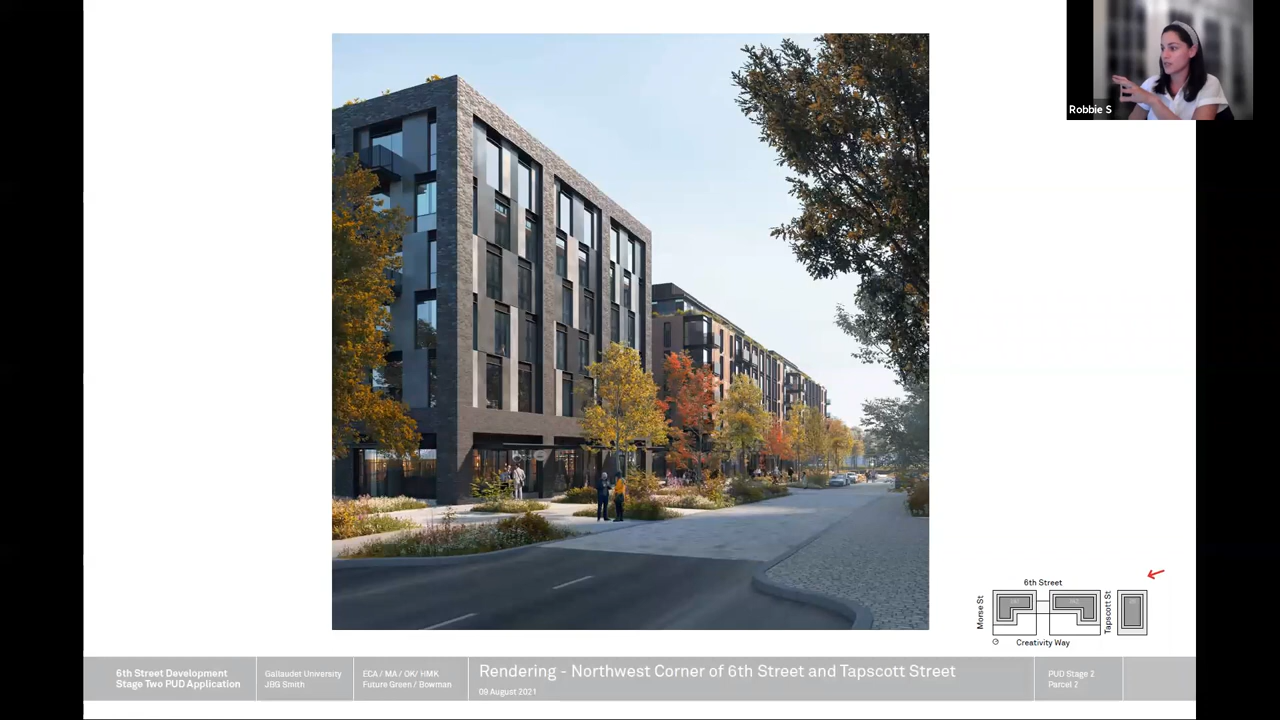 Robbie S
6th Street
Morse St
Tapscott St
Creativity Way
6th Street Development
Stage Two PUD Application
Gallaudet University
JBG Smith
ECA / MA / OK/ HMK
Future Green / Bowman
Rendering - Northwest Corner of 6th Street and Tapscott Street
09 August 2021
PUD Stage 2
Parcel 2